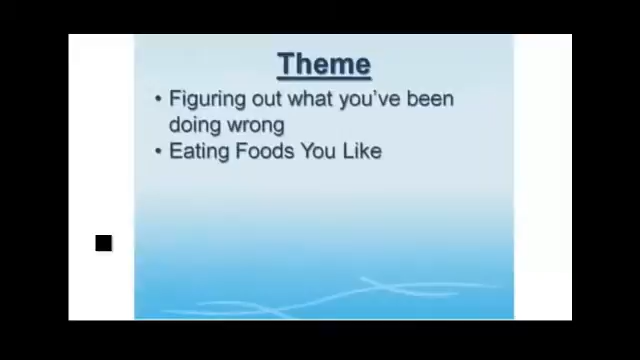 Theme
• Figuring out what you've been
doing wrong
• Eating Foods You Like